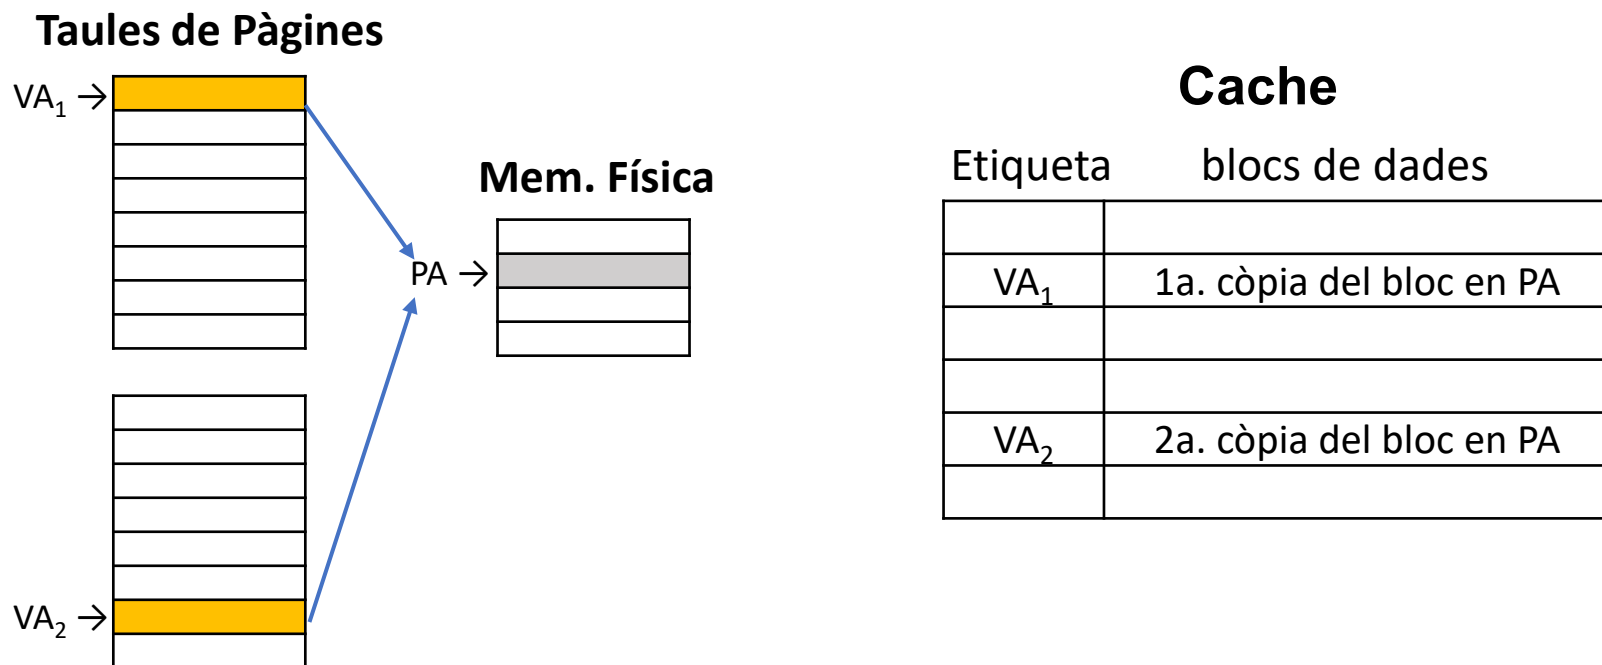 Taules de Pàgines
VA₁ →
Mem. Física
PA →
VA₂ →
Cache
Etiqueta blocs de dades
VA₁ 1a. còpia del bloc en PA
VA₂ 2a. còpia del bloc en PA